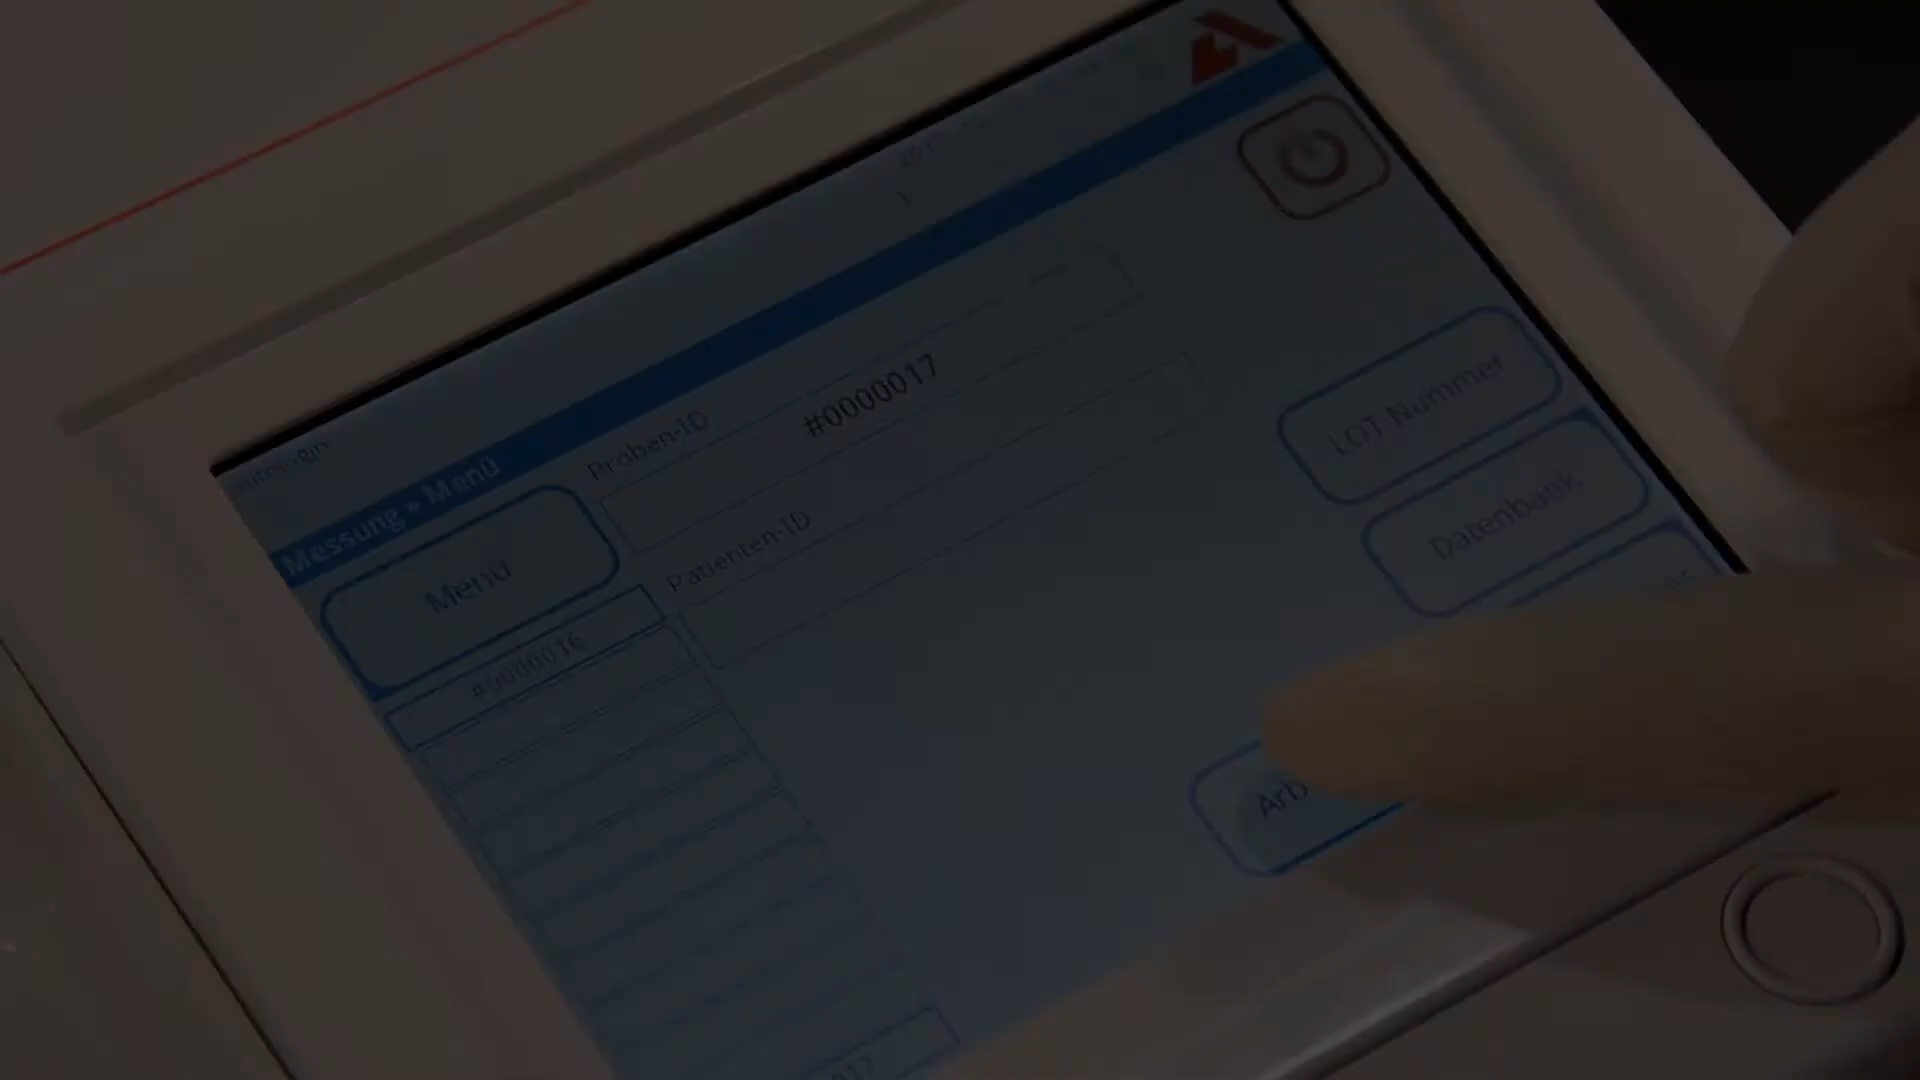 Messung » Menü
Menü
Proben-ID
#0000017
Patienten-ID
#0000016
LOT Nummer
Datenbank
Arb